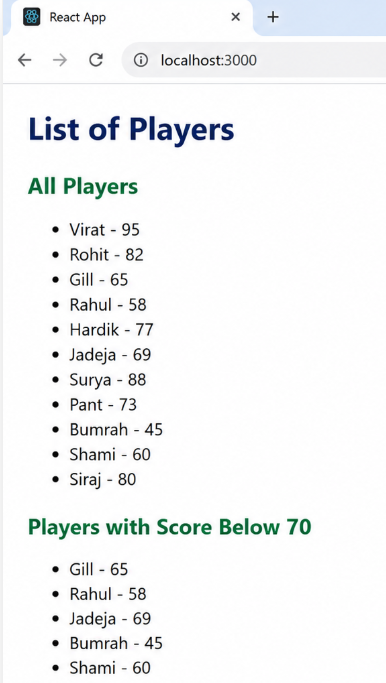 React App
localhost:3000
List of Players
All Players
Virat - 95
Rohit - 82
Gill - 65
Rahul - 58
Hardik - 77
Jadeja - 69
Surya - 88
Pant - 73
Bumrah - 45
Shami - 60
Siraj - 80
Players with Score Below 70
Gill - 65
Rahul - 58
Jadeja - 69
Bumrah - 45
Shami - 60